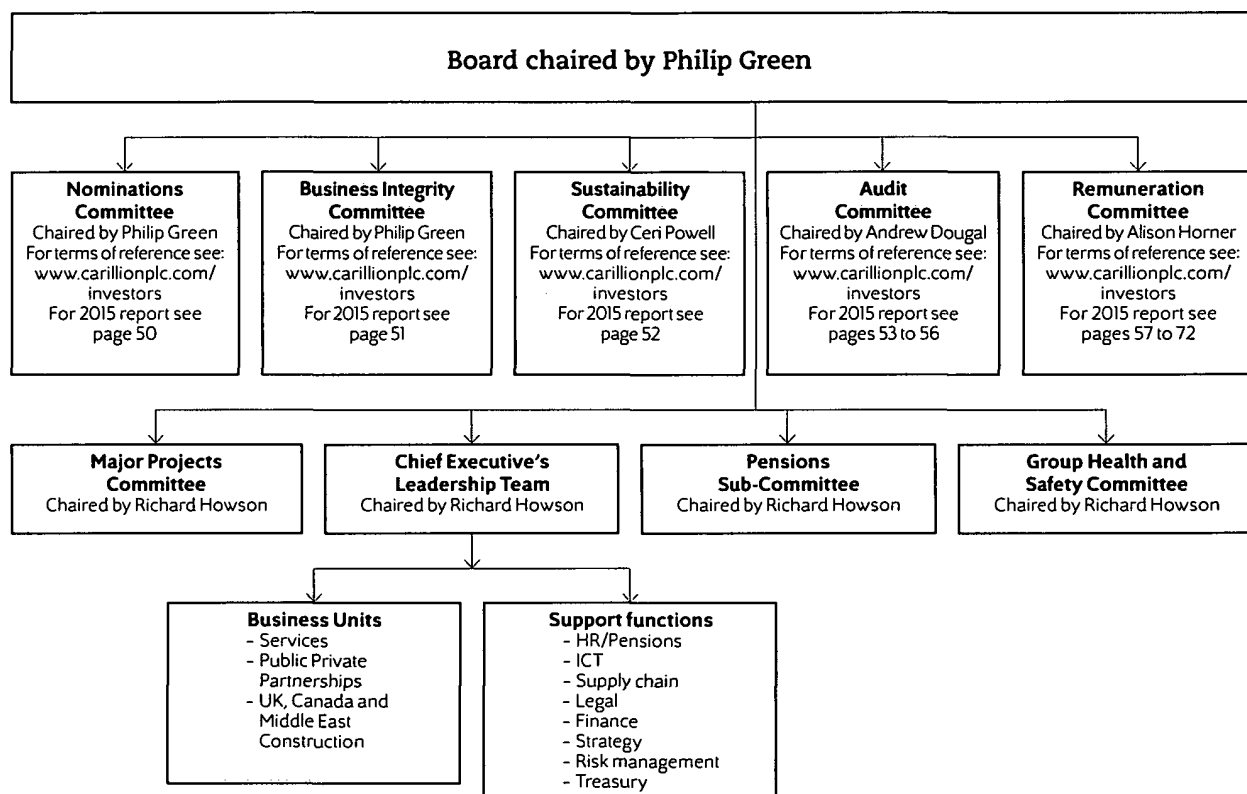 Board chaired by Philip Green
Nominations
Committee
Chaired by Philip Green
For terms of reference see:
www.carillionplc.com/
investors
For 2015 report see
page 50
Business Integrity
Committee
Chaired by Philip Green
For terms of reference see:
www.carillionplc.com/
investors
For 2015 report see
page 51
Sustainability
Committee
Chaired by Ceri Powell
For terms of reference see:
www.carillionplc.com/
investors
For 2015 report see
page 52
Audit
Committee
Chaired by Andrew Dougal
For terms of reference see:
www.carillionplc.com/
investors
For 2015 report see
pages 53 to 56
Remuneration
Committee
Chaired by Alison Horner
For terms of reference see:
www.carillionplc.com/
investors
For 2015 report see
pages 57 to 72
Major Projects
Committee
Chaired by Richard Howson
Chief Executive's
Leadership Team
Chaired by Richard Howson
Pensions
Sub-Committee
Chaired by Richard Howson
Group Health and
Safety Committee
Chaired by Richard Howson
Business Units
- Services
- Public Private
Partnerships
- UK, Canada and
Middle East
Construction
Support functions
- HR/Pensions
- ICT
- Supply chain
- Legal
- Finance
- Strategy
- Risk management
- Treasury